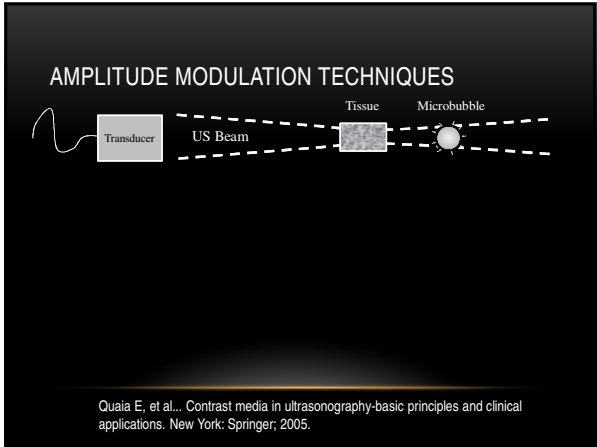 AMPLITUDE MODULATION TECHNIQUES
Tissue Microbubble
Transducer US Beam
Quaia E, et al... Contrast media in ultrasonography-basic principles and clinical
applications. New York: Springer; 2005.